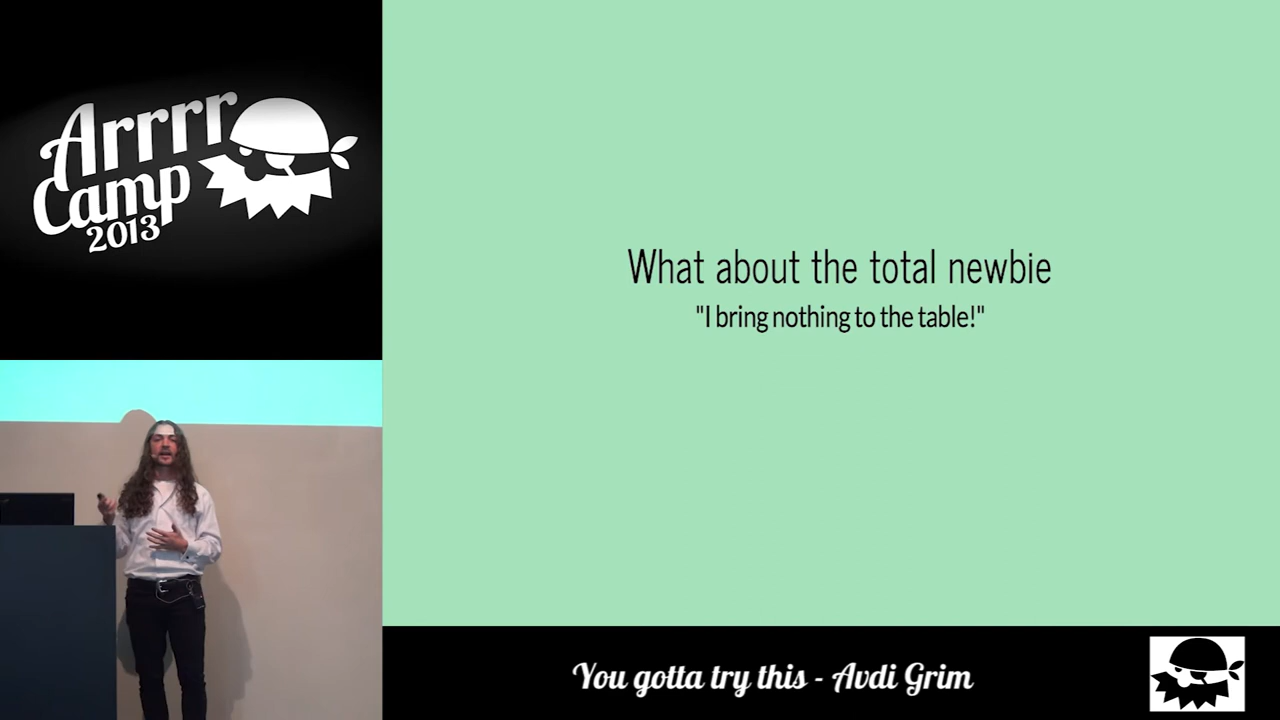 Arrrr
Camp
2013
What about the total newbie
"I bring nothing to the table!"
You gotta try this - Avdi Grim